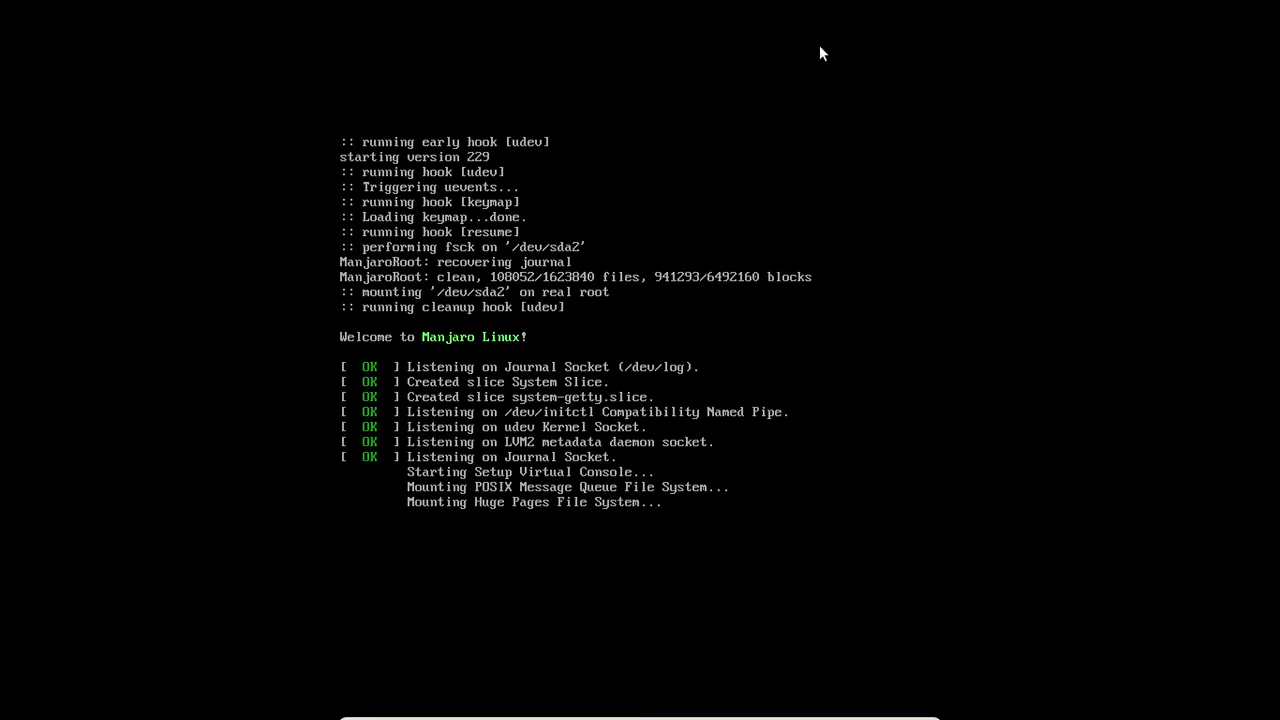 :: running early hook [udev]
starting version 229
:: running hook [udev]
:: Triggering uevents...
:: running hook [keymap]
:: Loading keymap...done.
:: running hook [resume]
:: performing fsck on '/dev/sda2'
ManjaroRoot: recovering journal
ManjaroRoot: clean, 108052/1623840 files, 941293/6492160 blocks
:: mounting '/dev/sda2' on real root
:: running cleanup hook [udev]
Welcome to Manjaro Linux!
[  OK  ] Listening on Journal Socket (/dev/log).
[  OK  ] Created slice System Slice.
[  OK  ] Created slice system-getty.slice.
[  OK  ] Listening on /dev/initctl Compatibility Named Pipe.
[  OK  ] Listening on udev Kernel Socket.
[  OK  ] Listening on LVM2 metadata daemon socket.
[  OK  ] Listening on Journal Socket.
Starting Setup Virtual Console...
Mounting POSIX Message Queue File System...
Mounting Huge Pages File System...